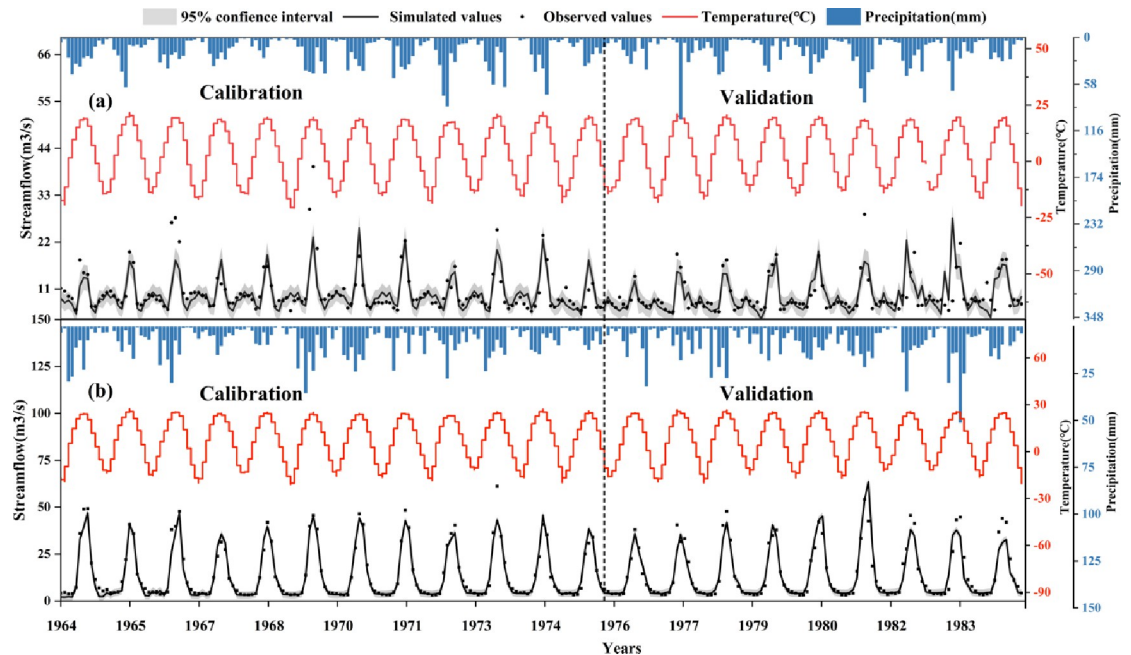 95% confience interval Simulated values Observed values Temperature(℃) Precipitation(mm)
66
55
44
33
22
11
150
Streamflow(m3/s)
(a)
Calibration
Validation
50
25
0
-25
-50
Temperature(℃)
0
58
116
174
232
290
348
Precipitation(mm)
125
100
75
50
25
0
Streamflow(m3/s)
(b)
Calibration
Validation
60
30
0
-30
-60
-90
Temperature(℃)
25
50
75
100
125
150
Precipitation(mm)
1964 1965 1967 1968 1970 1971 1973 1974 1976 1977 1979 1980 1982 1983
Years